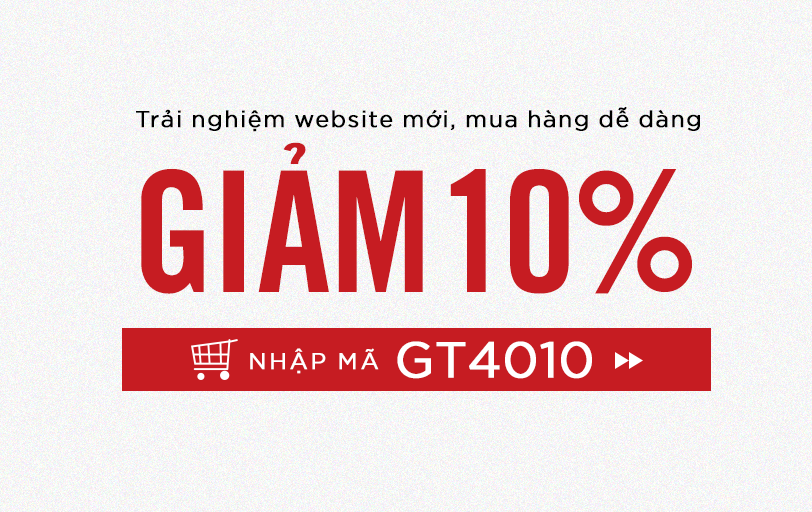 Trải nghiệm website mới, mua hàng dễ dàng
GIẢM 10%
NHẬP MÃ GT4010